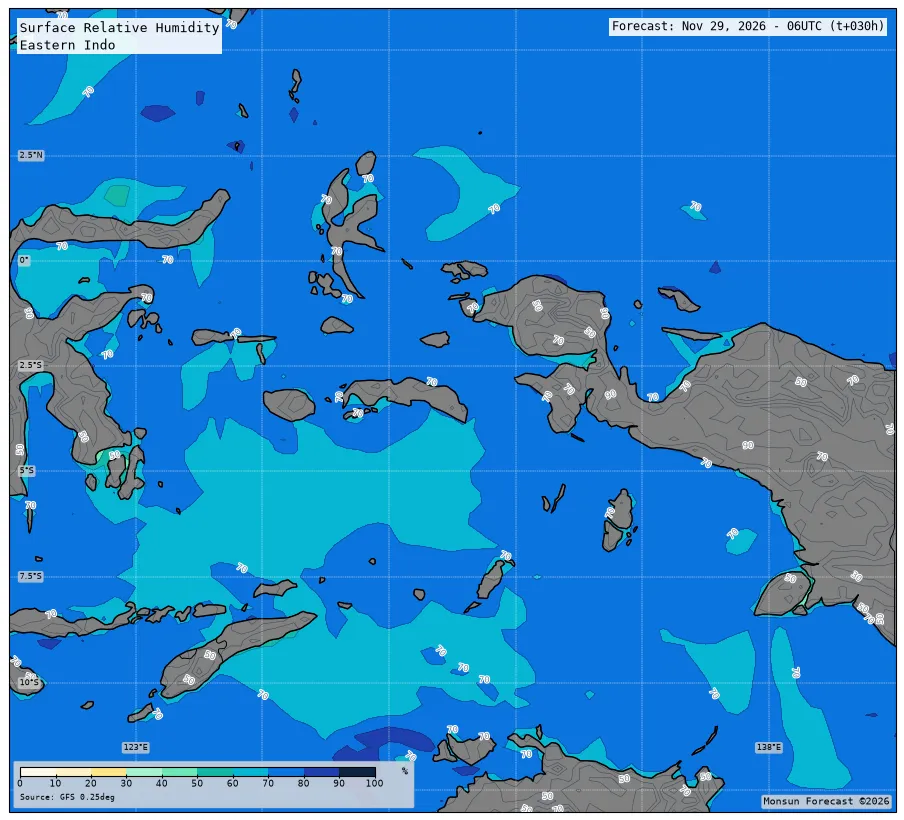 Surface Relative Humidity
Eastern Indo
Forecast: Nov 29, 2026 - 06UTC (t+030h)
2.5°N
0°
2.5°S
5°S
7.5°S
10°S
123°E
138°E
0 10 20 30 40 50 60 70 80 90 100 %
Source: GFS 0.25deg
Monsun Forecast ©2026